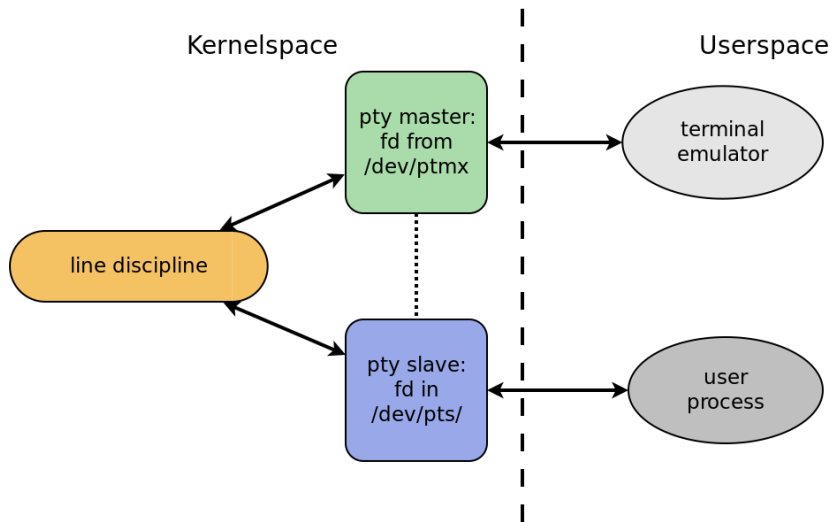 Kernelspace
Userspace
pty master:
fd from
/dev/ptmx
terminal
emulator
line discipline
pty slave:
fd in
/dev/pts/
user
process